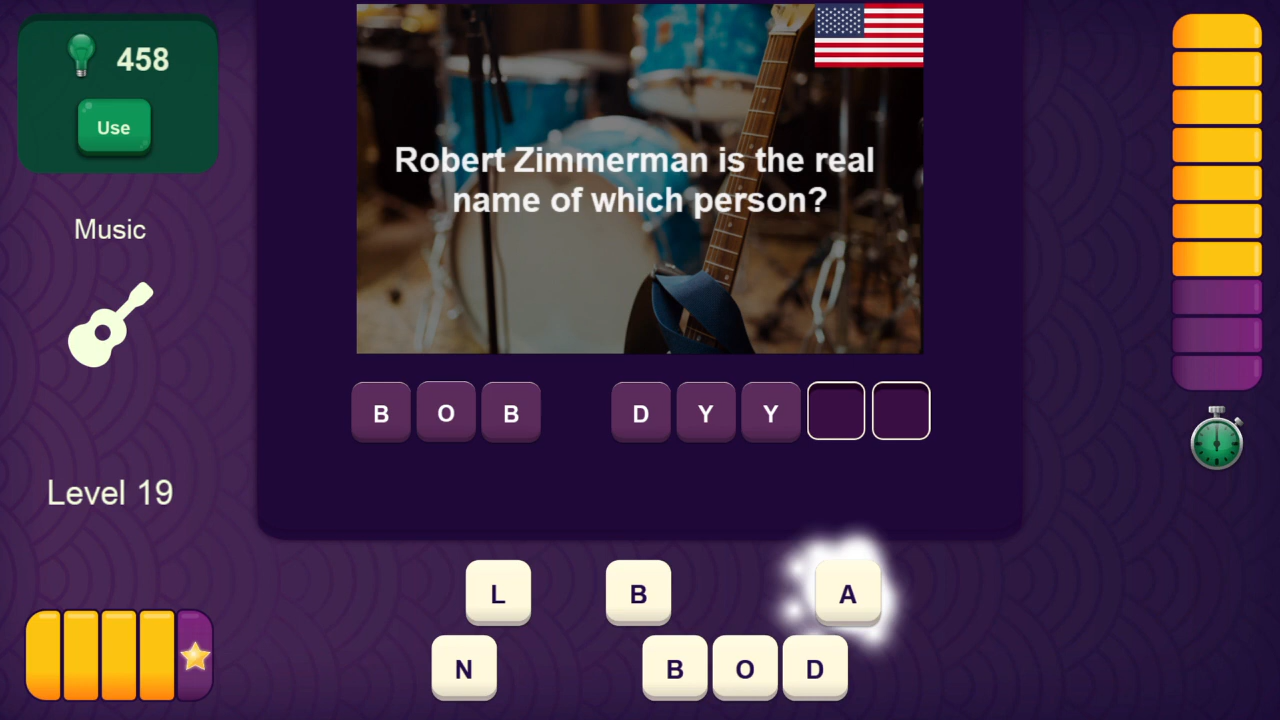 458
Use
Music
Level 19
Robert Zimmerman is the real
name of which person?
B O B D Y Y
L B A
N B O D